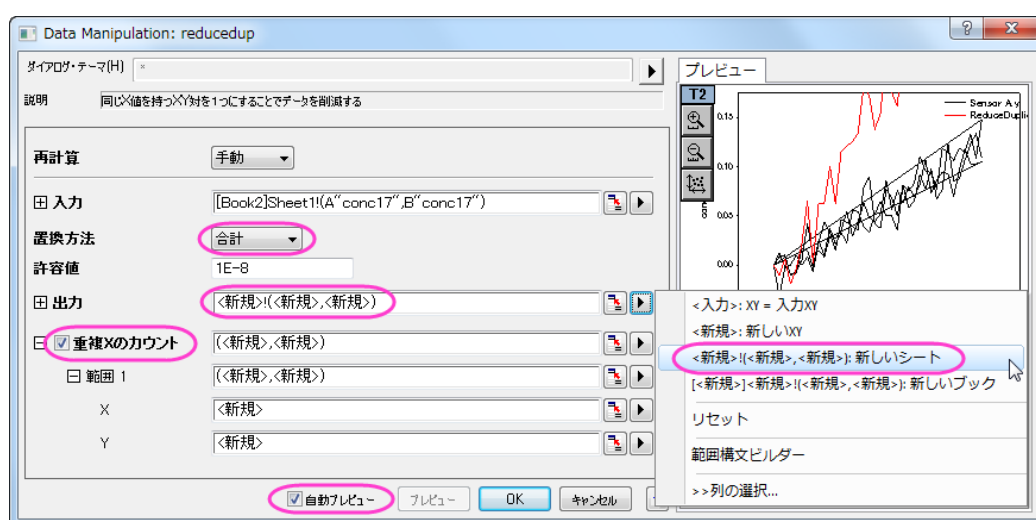 Data Manipulation: reducedup
ダイアログ・テーマ(H) *
説明 同じX値を持つXY対を1つにすることでデータを削減する
再計算 手動
入力 [Book2]Sheet1!(A"conc17",B"conc17")
置換方法 合計
許容値 1E-8
出力 <新規>!(<新規>,<新規>)
重複Xのカウント (<新規>,<新規>)
範囲 1 (<新規>,<新規>)
X <新規>
Y <新規>
自動プレビュー プレビュー OK キャンセル
プレビュー
T2
Sensor A y
ReduceDupli
0.15
0.10
0.05
0.00
<入力>: XY = 入力XY
<新規>: 新しいXY
<新規>!(<新規>,<新規>): 新しいシート
[<新規>]<新規>!(<新規>,<新規>): 新しいブック
リセット
範囲構文ビルダー
>>列の選択...